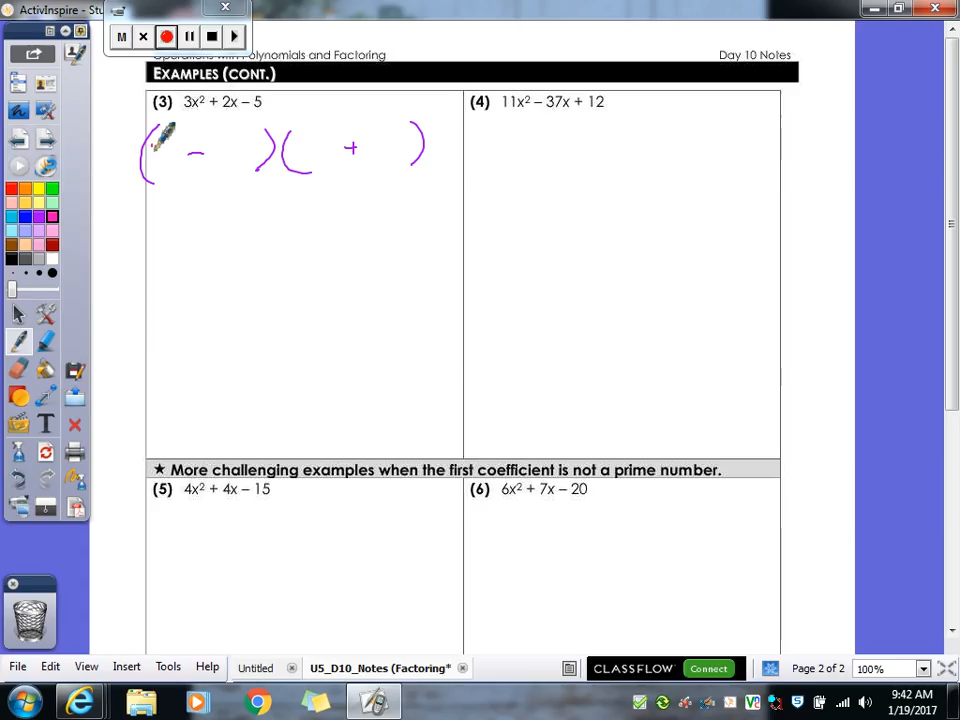 ActivInspire - Stu
M
Operations with Polynomials and Factoring
Day 10 Notes
EXAMPLES (CONT.)
(3) 3x² + 2x – 5
(4) 11x² – 37x + 12
( - )( + )
★ More challenging examples when the first coefficient is not a prime number.
(5) 4x² + 4x – 15
(6) 6x² + 7x – 20
File Edit View Insert Tools Help
Untitled
U5_D10_Notes (Factoring*
CLASSFLOW Connect
Page 2 of 2
100%
9:42 AM
1/19/2017